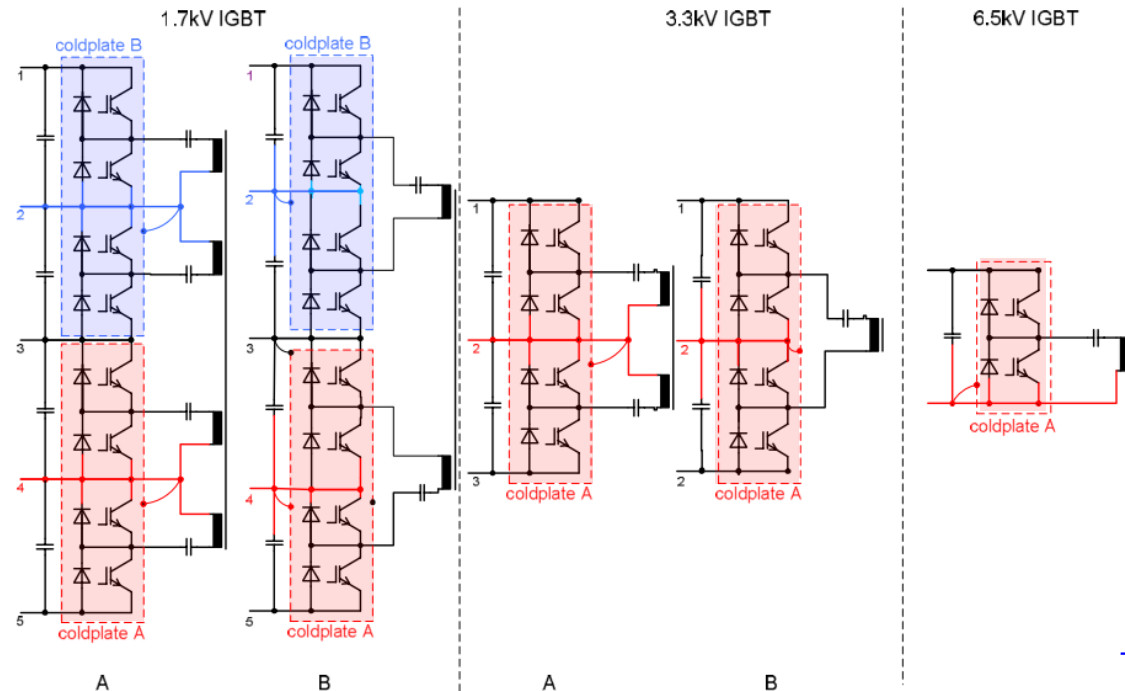 1.7kV IGBT
3.3kV IGBT
6.5kV IGBT
coldplate B
coldplate B
1
1
2
2
3
3
4
4
5
5
coldplate A
coldplate A
1
1
2
2
3
2
coldplate A
coldplate A
coldplate A
A
B
A
B